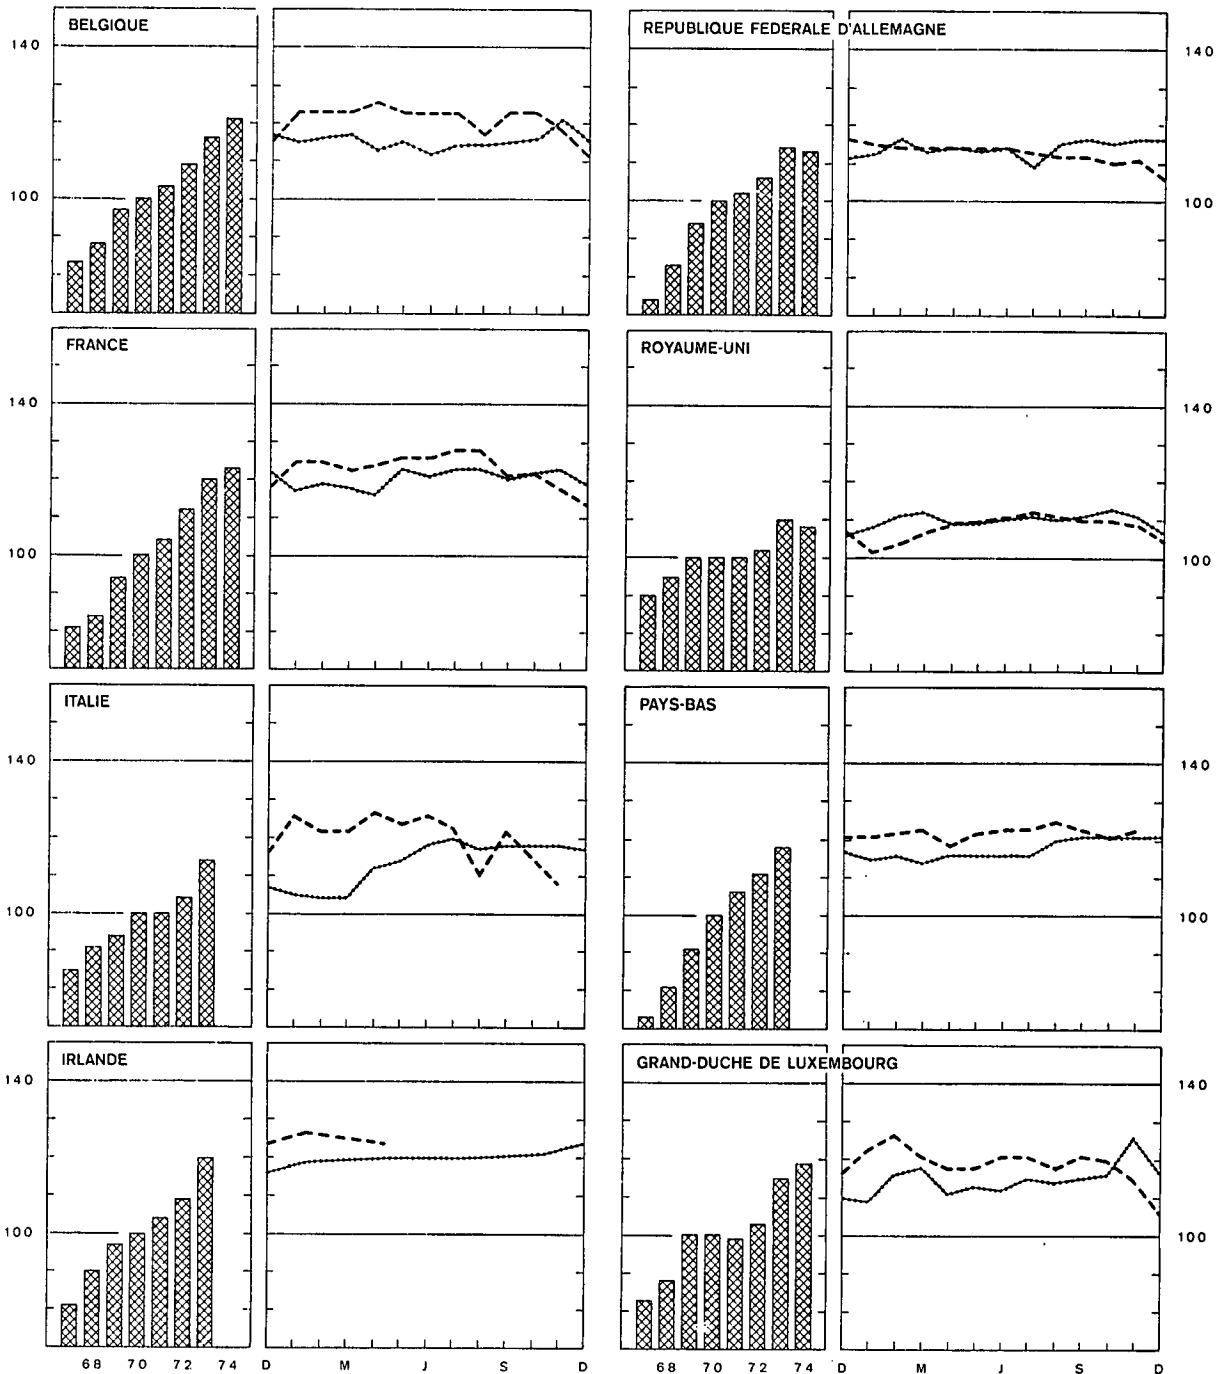 BELGIQUE
REPUBLIQUE FEDERALE D'ALLEMAGNE
140
140
100
100
FRANCE
ROYAUME-UNI
140
140
100
100
ITALIE
PAYS-BAS
140
140
100
100
IRLANDE
GRAND-DUCHE DE LUXEMBOURG
140
140
100
100
68 70 72 74 D M J S D 68 70 72 74 D M J S D